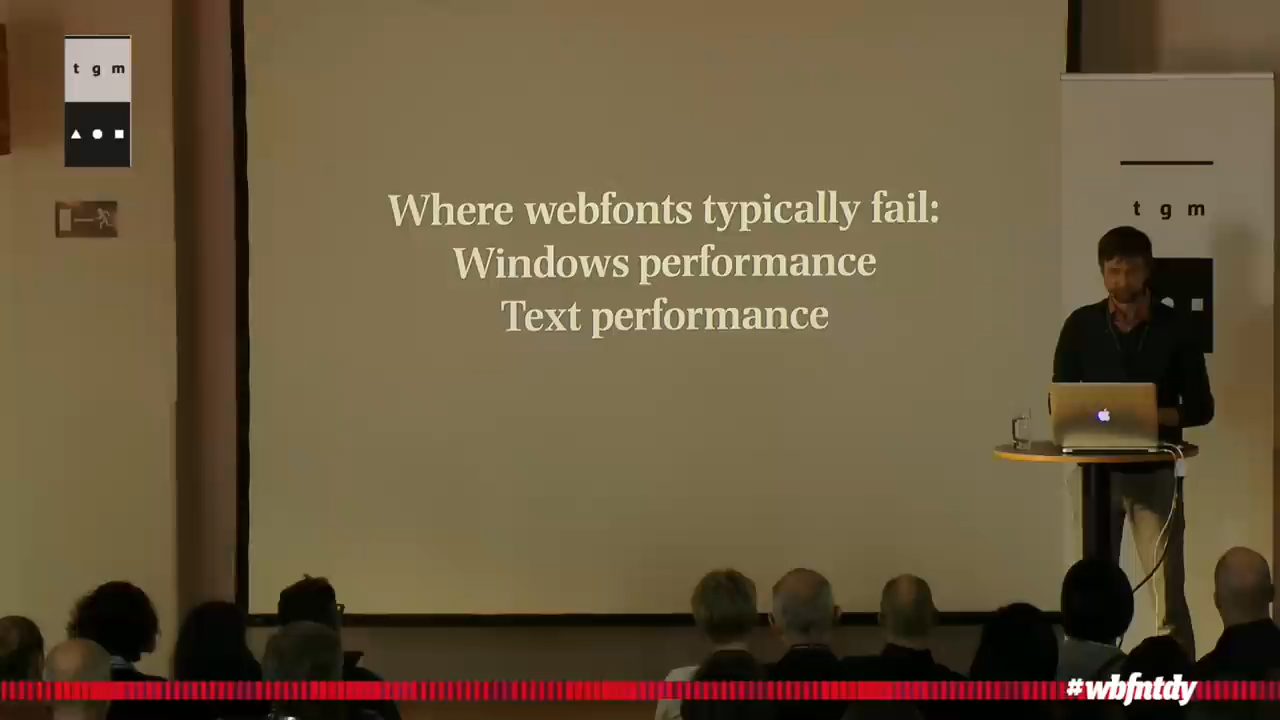 t g m
Where webfonts typically fail:
Windows performance
Text performance
t g m
#wbfntdy